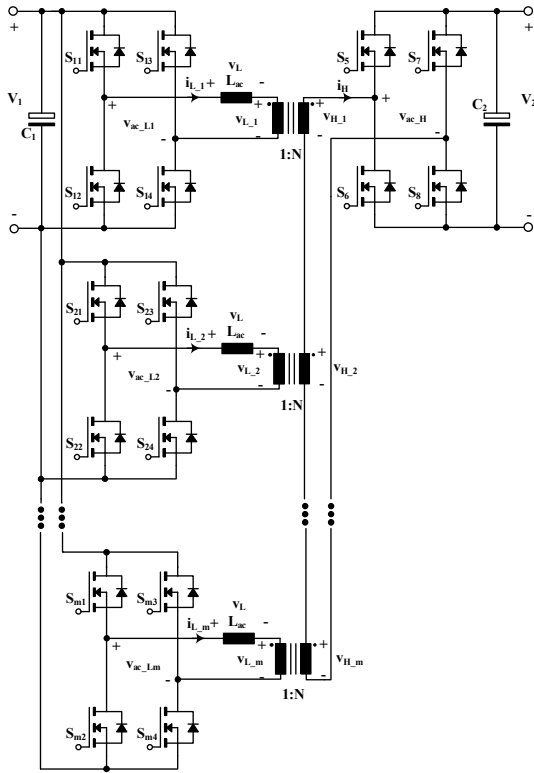 + S11 S13 vL S5 S7 +
iL_1 + Lac - iH
V1 + + + + V2
C1 vac_L1 vL_1 vH_1 vac_H C2
- - - -
S12 S14 1:N S6 S8
- -
S21 S23 vL
iL_2 + Lac -
+ + +
vac_L2 vL_2 vH_2
- - -
S22 S24 1:N
Sm1 Sm3 vL
iL_m + Lac -
+ + +
vac_Lm vL_m vH_m
- - -
Sm2 Sm4 1:N